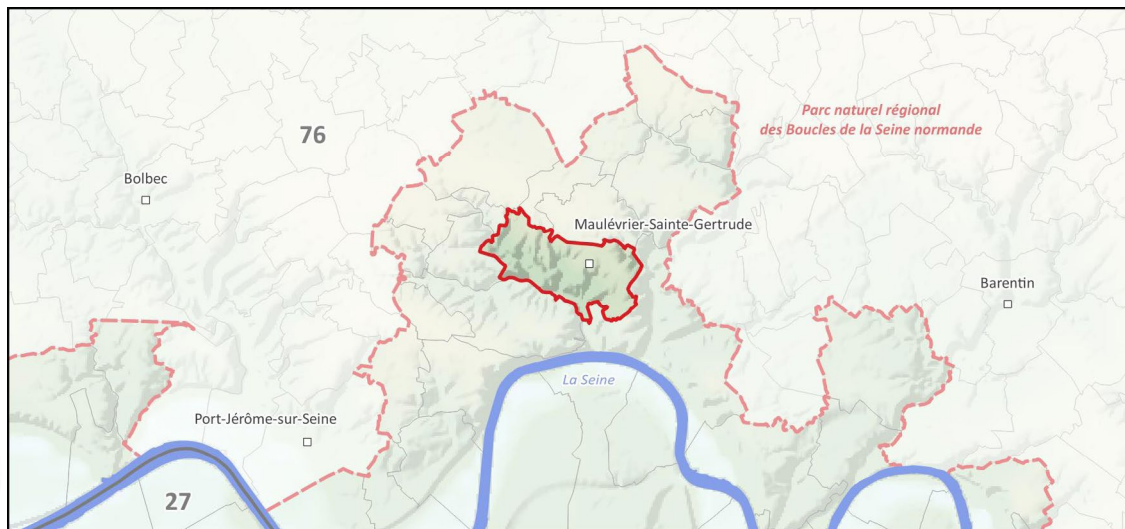 Parc naturel régional
des Boucles de la Seine normande
76
Bolbec
Maulévrier-Sainte-Gertrude
Barentin
La Seine
Port-Jérôme-sur-Seine
27